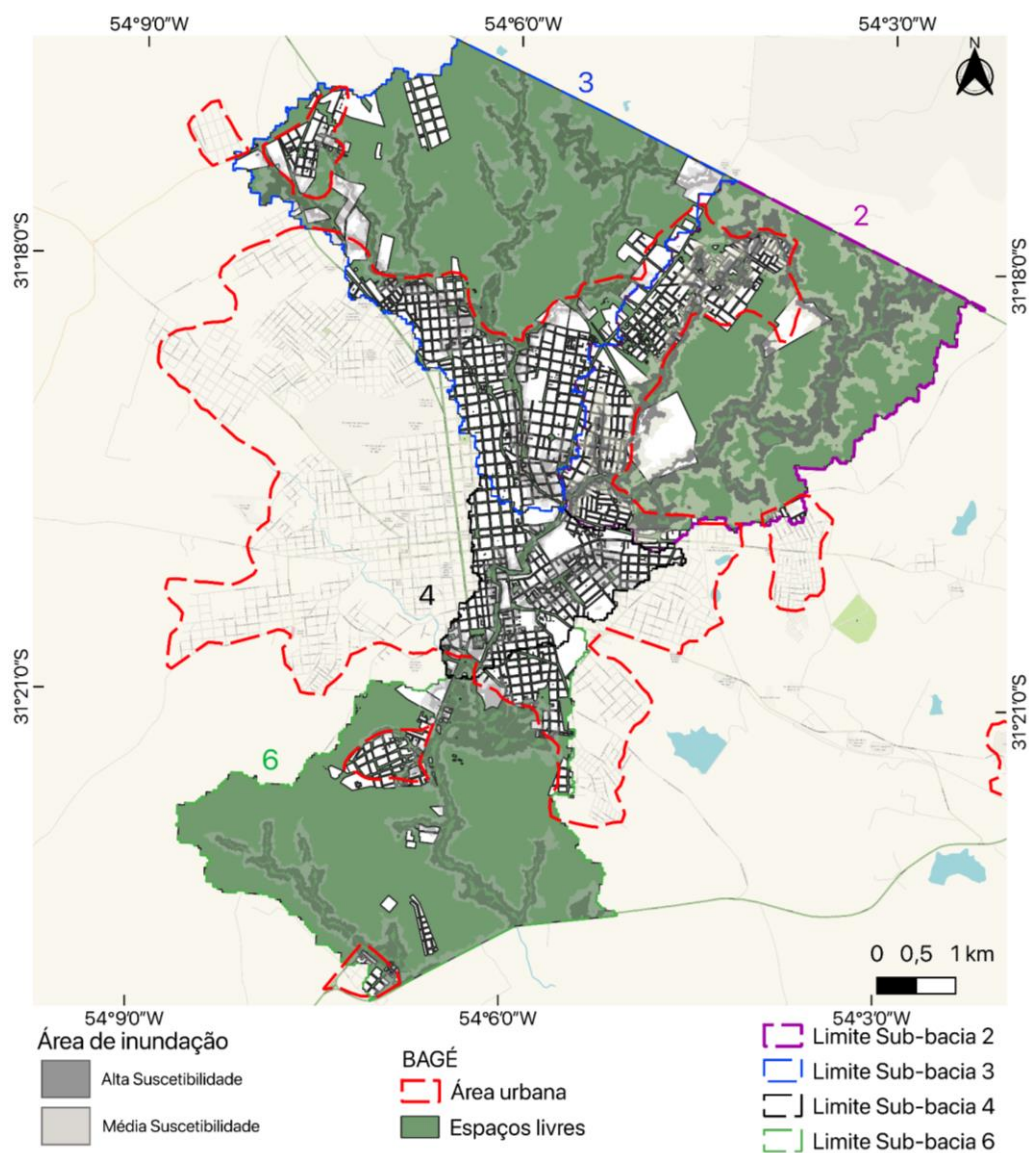 54°9'0"W 54°6'0"W 54°3'0"W
N
3
2
31°18'0"S
31°18'0"S
4
31°21'0"S
31°21'0"S
6
0 0,5 1 km
54°9'0"W 54°6'0"W 54°3'0"W
Área de inundação
Alta Suscetibilidade
Média Suscetibilidade
BAGÉ
Área urbana
Espaços livres
Limite Sub-bacia 2
Limite Sub-bacia 3
Limite Sub-bacia 4
Limite Sub-bacia 6